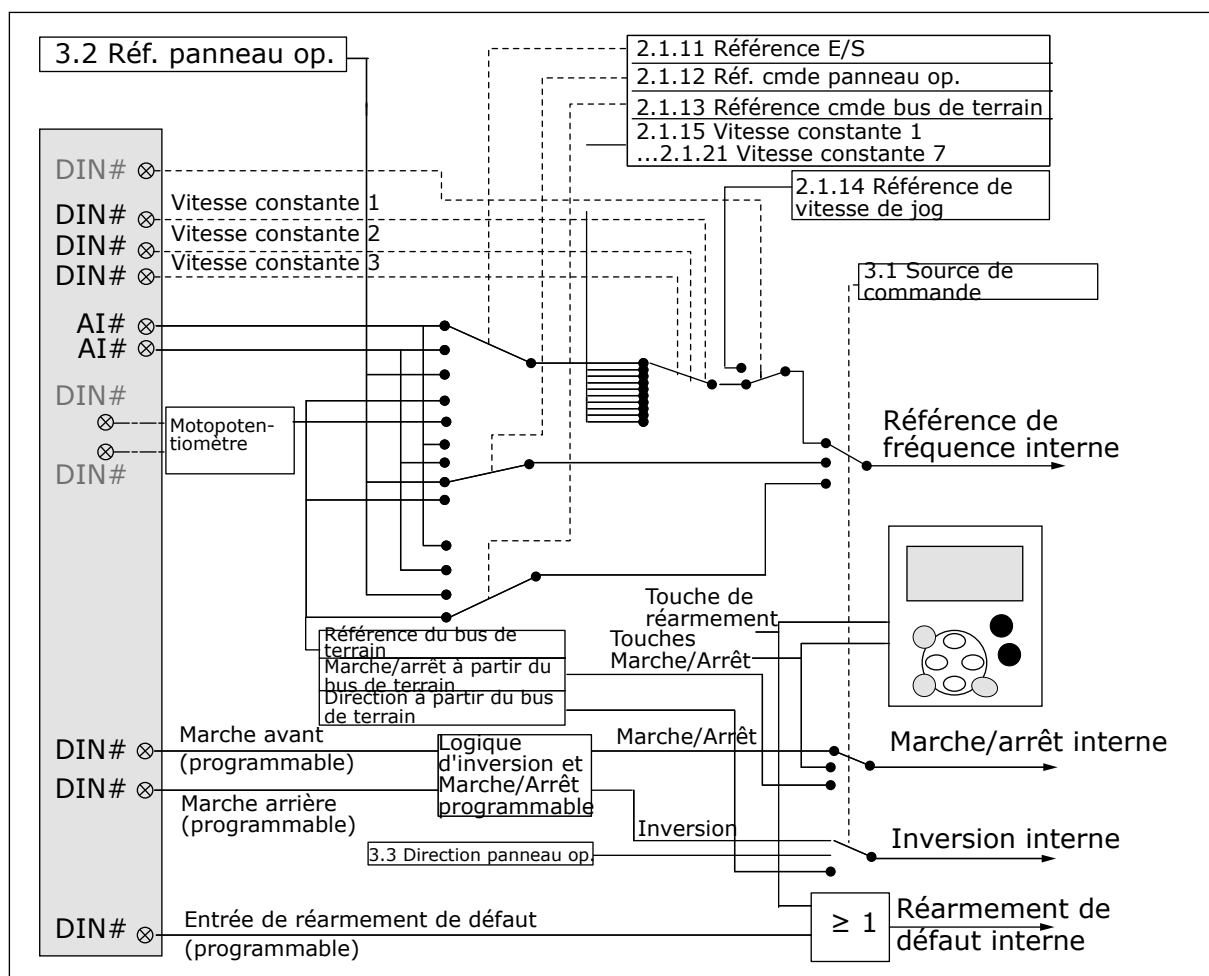 3.2 Réf. panneau op.
2.1.11 Référence E/S
2.1.12 Réf. cmde panneau op.
2.1.13 Référence cmde bus de terrain
2.1.15 Vitesse constante 1
...2.1.21 Vitesse constante 7
2.1.14 Référence de
vitesse de jog
3.1 Source de
commande
DIN#
DIN#
Vitesse constante 1
DIN#
Vitesse constante 2
DIN#
Vitesse constante 3
AI#
AI#
DIN#
Motopoten-
tiomètre
DIN#
Référence de
fréquence interne
Touche de
réarmement
Touches
Marche/Arrêt
Référence du bus de
terrain
Marche/arrêt à partir du
bus de terrain
Direction à partir du bus
de terrain
DIN#
Marche avant
(programmable)
DIN#
Marche arrière
(programmable)
Logique
d'inversion et
Marche/Arrêt
programmable
Marche/Arrêt
Marche/arrêt interne
Inversion
Inversion interne
3.3 Direction panneau op.
DIN#
Entrée de réarmement de défaut
(programmable)
≥ 1
Réarmement de
défaut interne